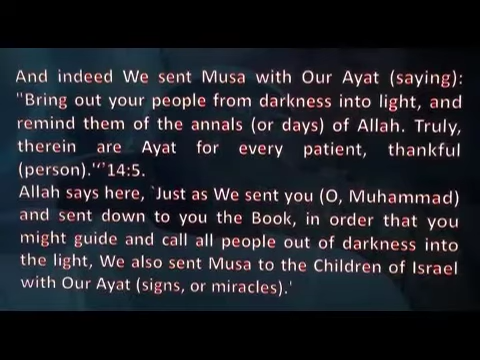 And indeed We sent Musa with Our Ayat (saying):
"Bring out your people from darkness into light, and
remind them of the annals (or days) of Allah. Truly,
therein are Ayat for every patient, thankful
(person).'"`14:5.
Allah says here, `Just as We sent you (O, Muhammad)
and sent down to you the Book, in order that you
might guide and call all people out of darkness into
the light, We also sent Musa to the Children of Israel
with Our Ayat (signs, or miracles).'